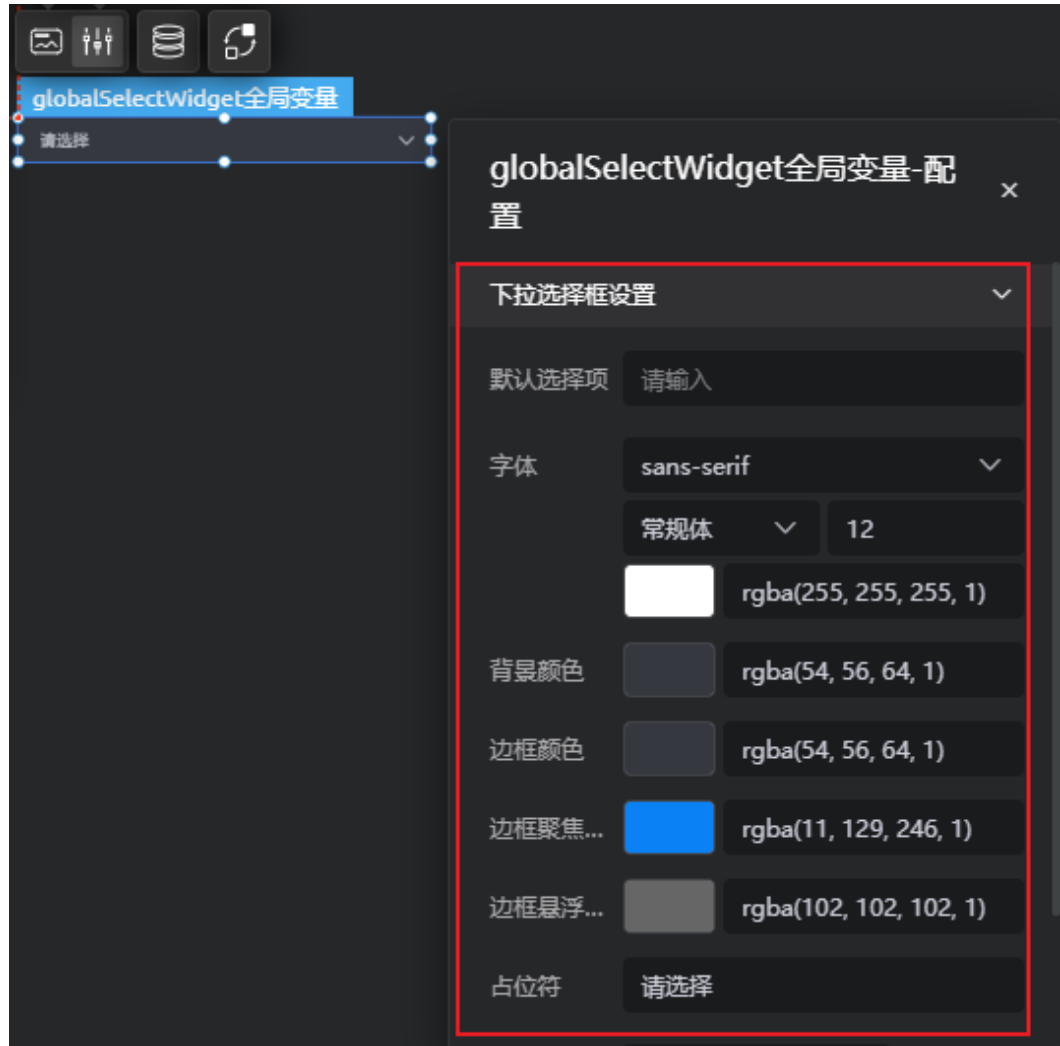 globalSelectWidget全局变量
请选择
globalSelectWidget全局变量-配
置
下拉选择框设置
默认选择项 请输入
字体 sans-serif
常规体 12
rgba(255, 255, 255, 1)
背景颜色 rgba(54, 56, 64, 1)
边框颜色 rgba(54, 56, 64, 1)
边框聚焦... rgba(11, 129, 246, 1)
边框悬浮... rgba(102, 102, 102, 1)
占位符 请选择